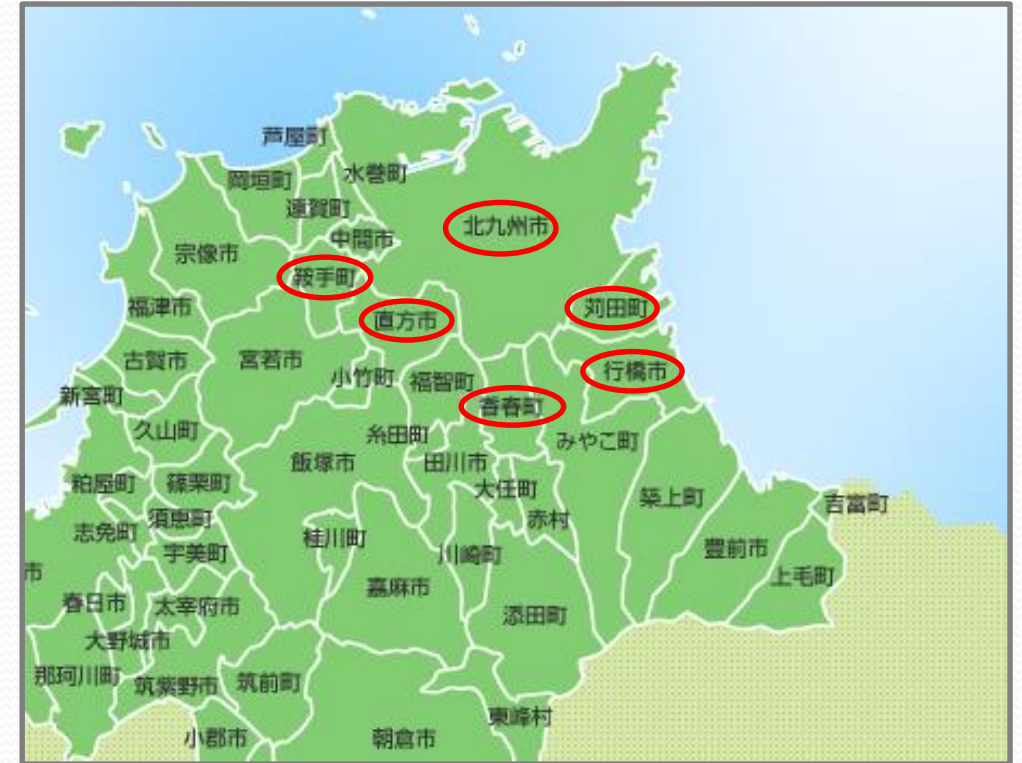 芦屋町
岡垣町
水巻町
遠賀町
中間市
北九州市
宗像市
鞍手町
福津市
直方市
苅田町
古賀市
宮若市
小竹町
福智町
行橋市
新宮町
香春町
久山町
糸田町
みやこ町
飯塚市
田川市
粕屋町
篠栗町
大任町
築上町
吉富町
志免町
須恵町
赤村
桂川町
宇美町
川崎町
豊前市
市
上毛町
嘉麻市
春日市
太宰府市
添田町
大野城市
那珂川町
筑紫野市
筑前町
東峰村
小郡市
朝倉市